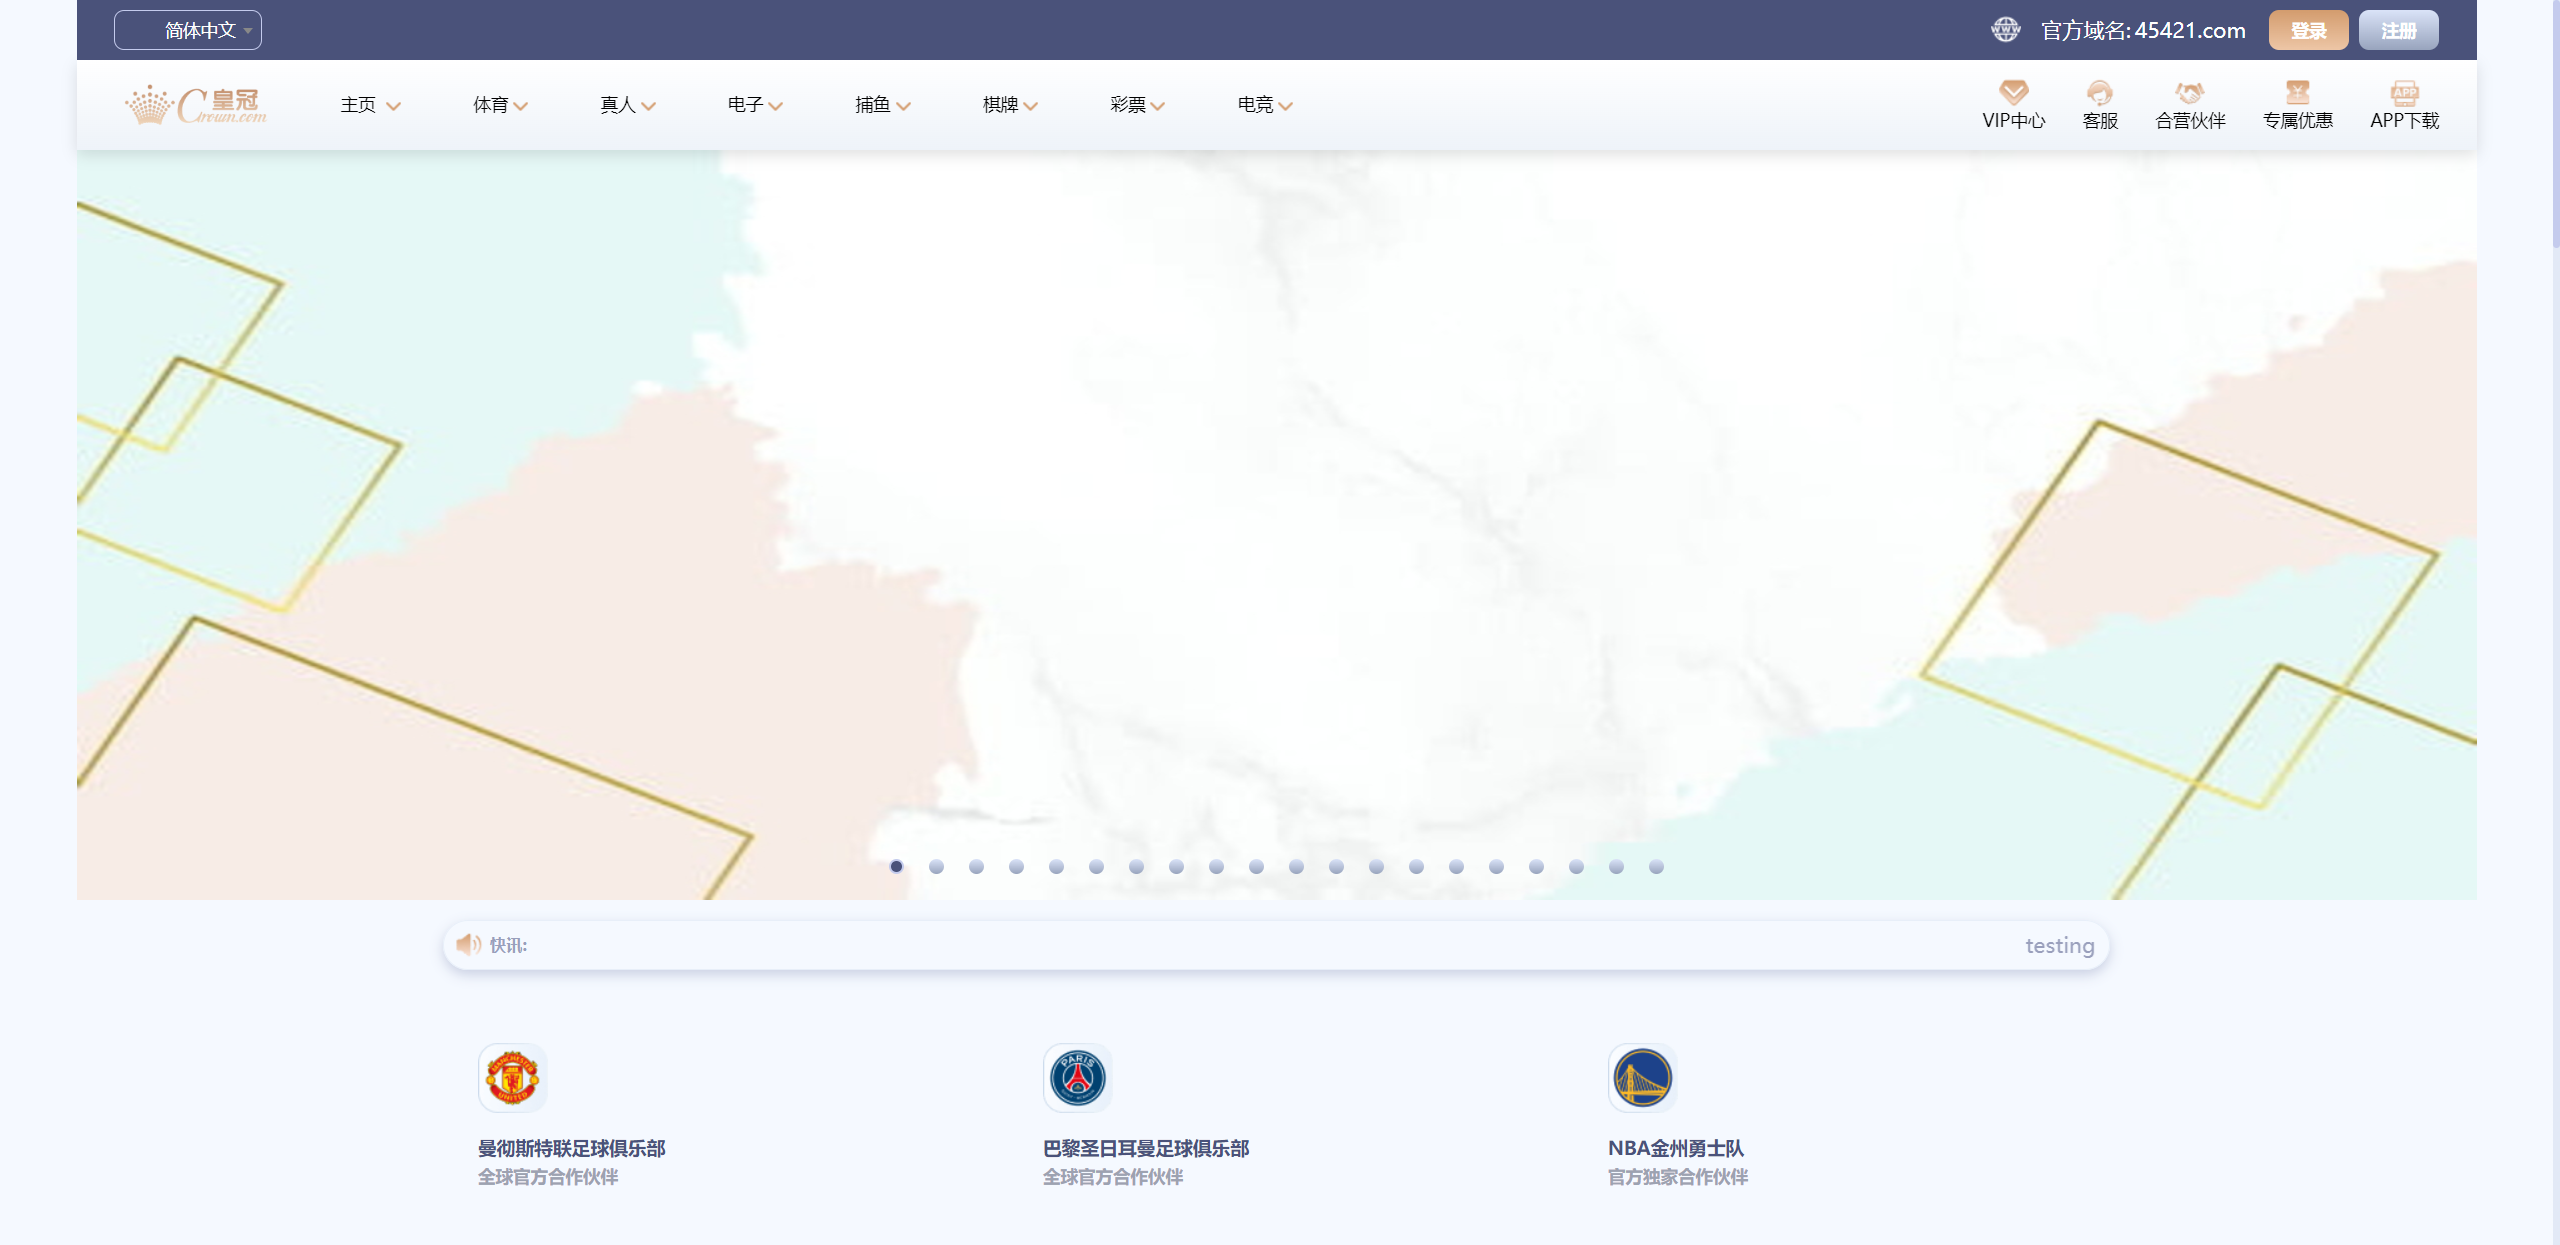 简体中文
官方域名: 45421.com
登录
注册
皇冠
Crown.com
主页
体育
真人
电子
捕鱼
棋牌
彩票
电竞
VIP中心
客服
合营伙伴
专属优惠
APP下载
快讯:
testing
曼彻斯特联足球俱乐部
全球官方合作伙伴
巴黎圣日耳曼足球俱乐部
全球官方合作伙伴
NBA金州勇士队
官方独家合作伙伴
WWW
APP
MANCHESTER
UNITED
PARIS